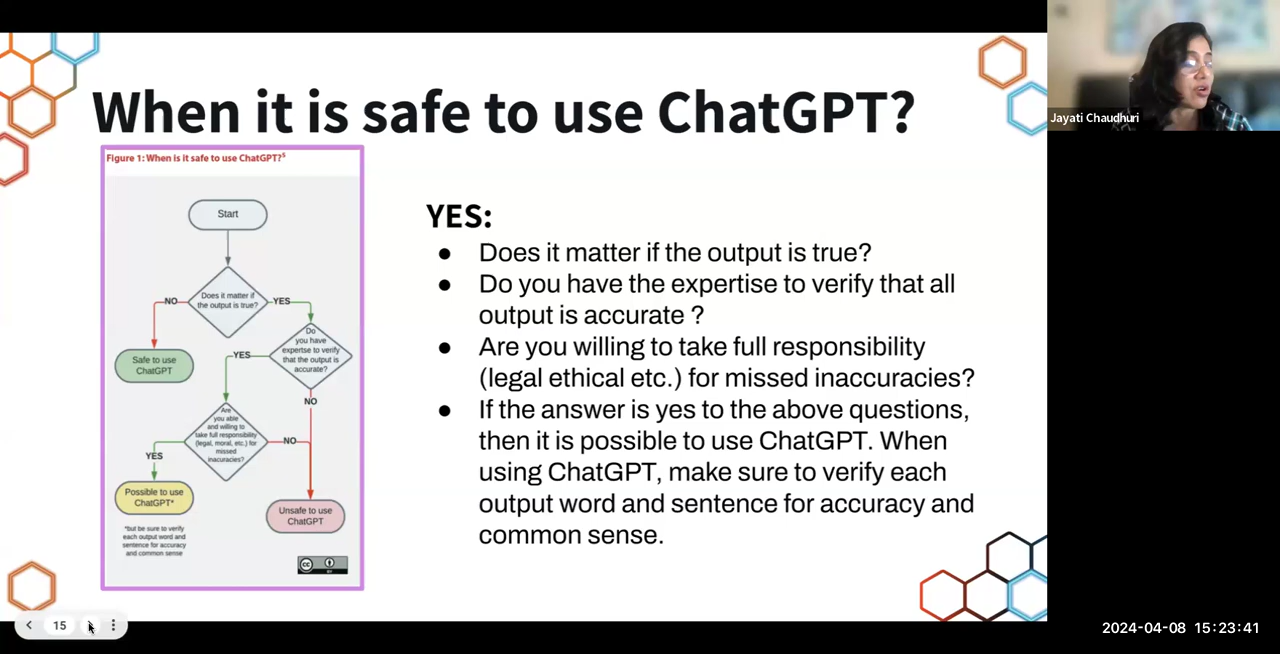 When it is safe to use ChatGPT?
Jayati Chaudhuri
Figure 1: When is it safe to use ChatGPT?⁵
Start
Does it matter if
the output is true?
NO
YES
Safe to use
ChatGPT
Do
you have
expertse to verify
that the output is
accurate?
YES
NO
Are
you able
and willing to
take full responsibility
(legal, moral, etc.) for
missed
inacuracies?
YES
NO
Possible to use
ChatGPT*
Unsafe to use
ChatGPT
*but be sure to verify
each output word and
sentence for accuracy
and common sense
cc
BY
YES:
● Does it matter if the output is true?
● Do you have the expertise to verify that all
output is accurate ?
● Are you willing to take full responsibility
(legal ethical etc.) for missed inaccuracies?
● If the answer is yes to the above questions,
then it is possible to use ChatGPT. When
using ChatGPT, make sure to verify each
output word and sentence for accuracy and
common sense.
15
2024-04-08 15:23:41